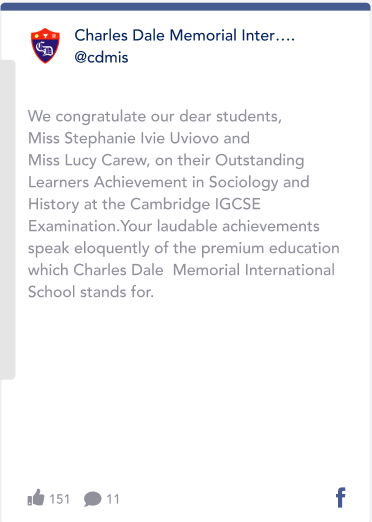 Charles Dale Memorial Inter....
@cdmis
CD
We congratulate our dear students,
Miss Stephanie Ivie Uviovo and
Miss Lucy Carew, on their Outstanding
Learners Achievement in Sociology and
History at the Cambridge IGCSE
Examination.Your laudable achievements
speak eloquently of the premium education
which Charles Dale  Memorial International
School stands for.
151 11
f